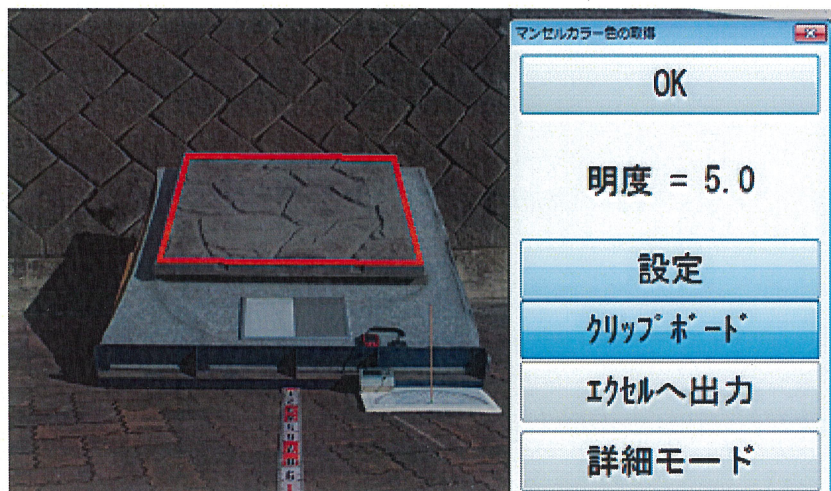 マンセルカラー色の取得
OK
明度 = 5.0
設定
ｸﾘｯﾌﾟﾎﾞｰﾄﾞ
ｴｸｾﾙへ出力
詳細モード